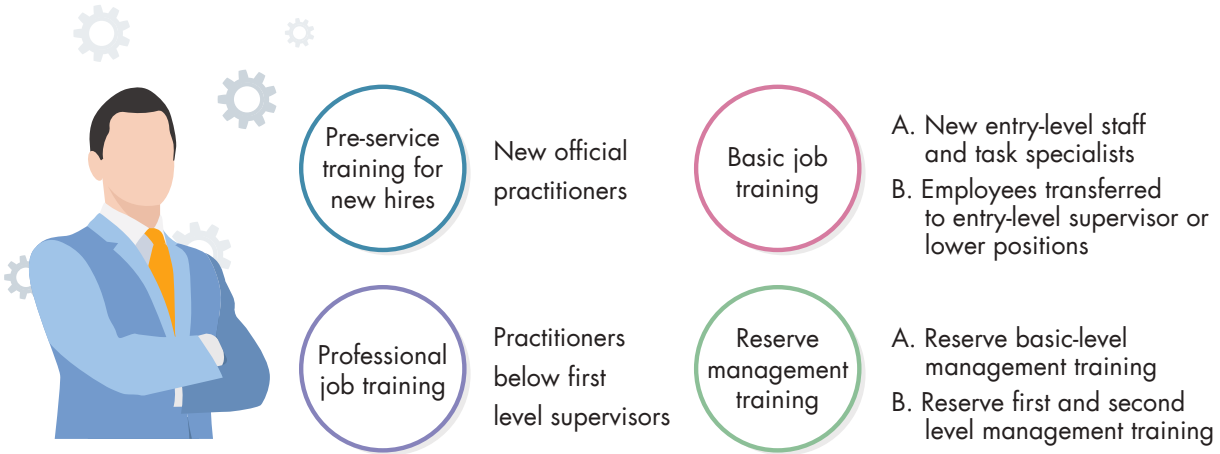 Pre-service
training for
new hires
New official
practitioners
Basic job
training
A. New entry-level staff
and task specialists
B. Employees transferred
to entry-level supervisor or
lower positions
Professional
job training
Practitioners
below first
level supervisors
Reserve
management
training
A. Reserve basic-level
management training
B. Reserve first and second
level management training